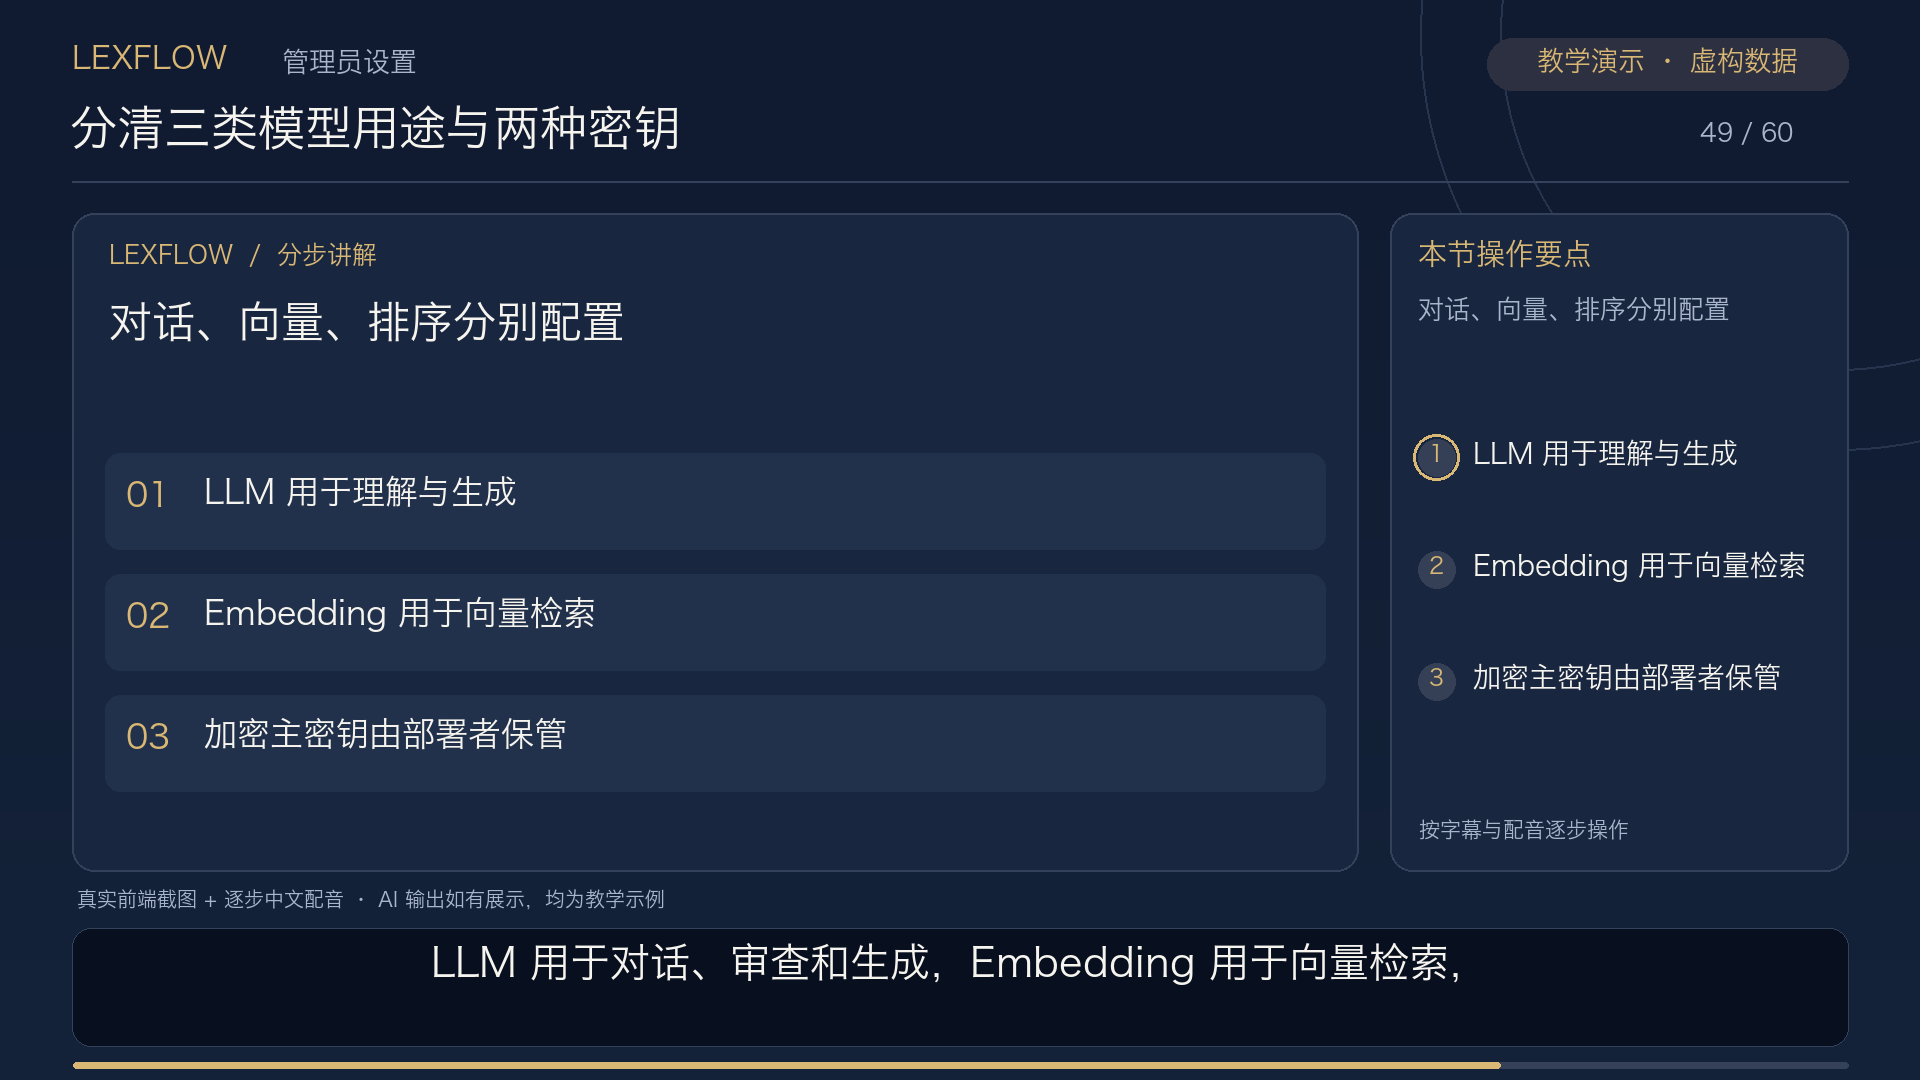 LEXFLOW 管理员设置
教学演示 · 虚构数据
分清三类模型用途与两种密钥
49 / 60
LEXFLOW / 分步讲解
对话、向量、排序分别配置
01 LLM 用于理解与生成
02 Embedding 用于向量检索
03 加密主密钥由部署者保管
本节操作要点
对话、向量、排序分别配置
1 LLM 用于理解与生成
2 Embedding 用于向量检索
3 加密主密钥由部署者保管
按字幕与配音逐步操作
真实前端截图 + 逐步中文配音 · AI 输出如有展示，均为教学示例
LLM 用于对话、审查和生成，Embedding 用于向量检索，